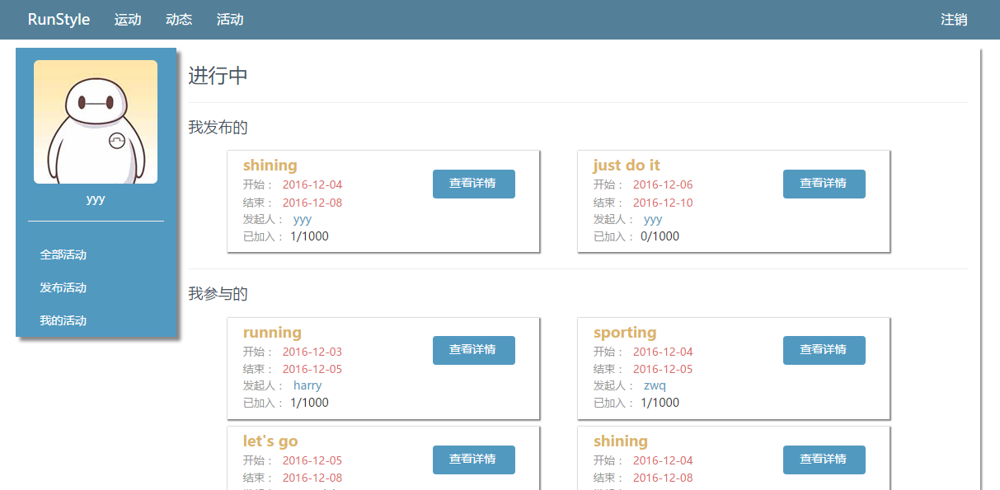 RunStyle 运动 动态 活动 注销
yyy
全部活动
发布活动
我的活动
进行中
我发布的
shining
开始： 2016-12-04
结束： 2016-12-08
发起人： yyy
已加入： 1/1000
查看详情
just do it
开始： 2016-12-06
结束： 2016-12-10
发起人： yyy
已加入： 0/1000
查看详情
我参与的
running
开始： 2016-12-03
结束： 2016-12-05
发起人： harry
已加入： 1/1000
查看详情
sporting
开始： 2016-12-04
结束： 2016-12-05
发起人： zwq
已加入： 1/1000
查看详情
let's go
开始： 2016-12-05
结束： 2016-12-08
查看详情
shining
开始： 2016-12-04
结束： 2016-12-08
查看详情